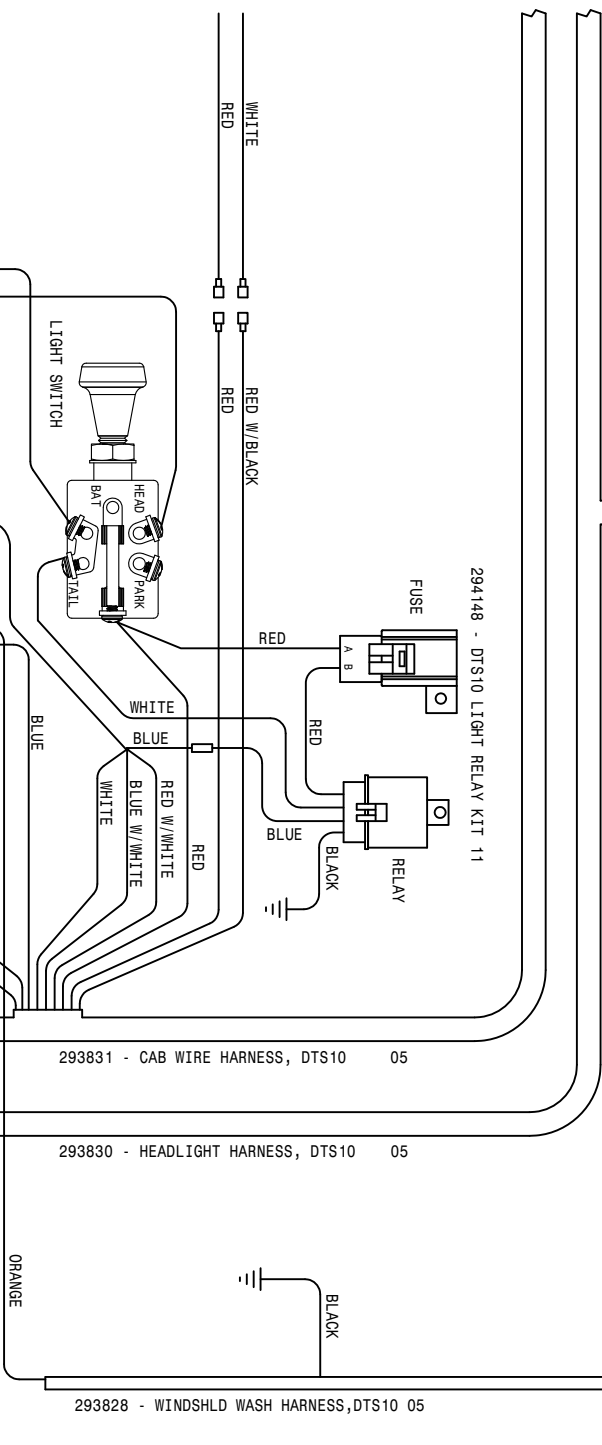 WHITE
RED
LIGHT SWITCH
RED
RED W/BLACK
BAT
HEAD
TAIL
PARK
294148 - DTS10 LIGHT RELAY KIT 11
FUSE
RED
A
B
WHITE
BLUE
RED
BLUE
BLUE
WHITE
BLUE W/WHITE
RED W/WHITE
RED
BLACK
RELAY
293831 - CAB WIRE HARNESS, DTS10 05
293830 - HEADLIGHT HARNESS, DTS10 05
ORANGE
BLACK
293828 - WINDSHLD WASH HARNESS,DTS10 05